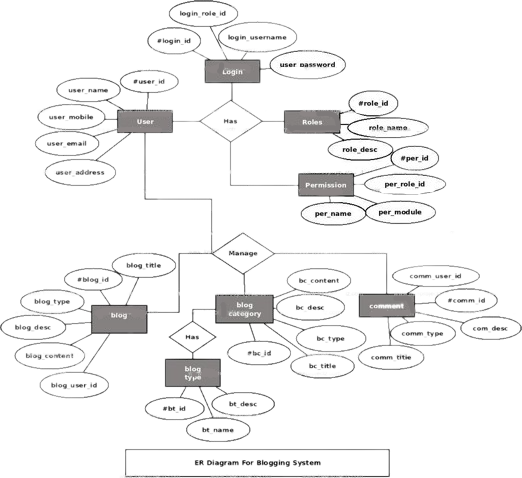 login_role_id
#login_id
login_username
Login
user_password
user_name
#user_id
user_mobile
User
user_email
user_address
Has
Roles
#role_id
role_name
role_desc
#per_id
Permission
per_role_id
per_name
per_module
Manage
blog_title
#blog_id
blog_type
blog
blog_desc
blog_content
blog_user_id
bc_content
blog
category
bc_desc
bc_type
bc_title
#bc_id
Has
blog
type
#bt_id
bt_desc
bt_name
comm_user_id
comment
#comm_id
comm_type
com_desc
comm_title
ER Diagram For Blogging System